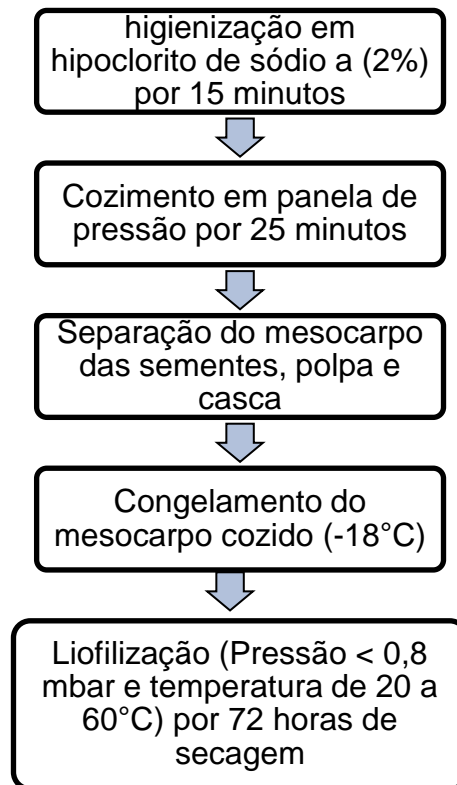 higienização em
hipoclorito de sódio a (2%)
por 15 minutos
Cozimento em panela de
pressão por 25 minutos
Separação do mesocarpo
das sementes, polpa e
casca
Congelamento do
mesocarpo cozido (-18°C)
Liofilização (Pressão < 0,8
mbar e temperatura de 20 a
60°C) por 72 horas de
secagem